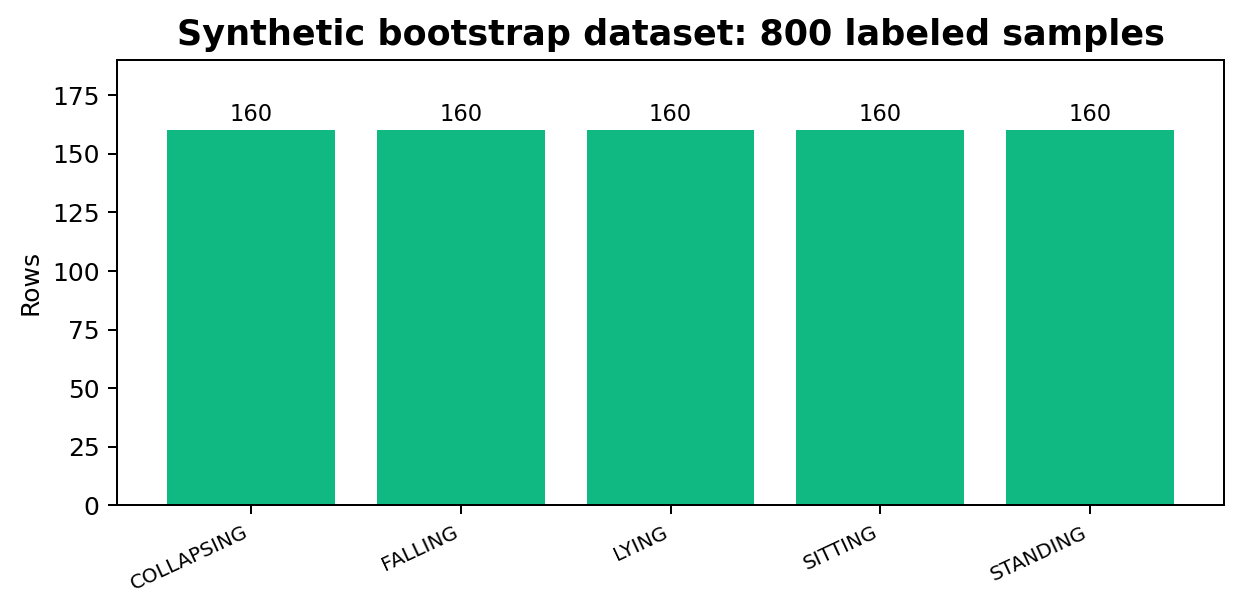 Synthetic bootstrap dataset: 800 labeled samples
175
150
125
100
75
50
25
0
Rows
160 160 160 160 160
COLLAPSING FALLING LYING SITTING STANDING